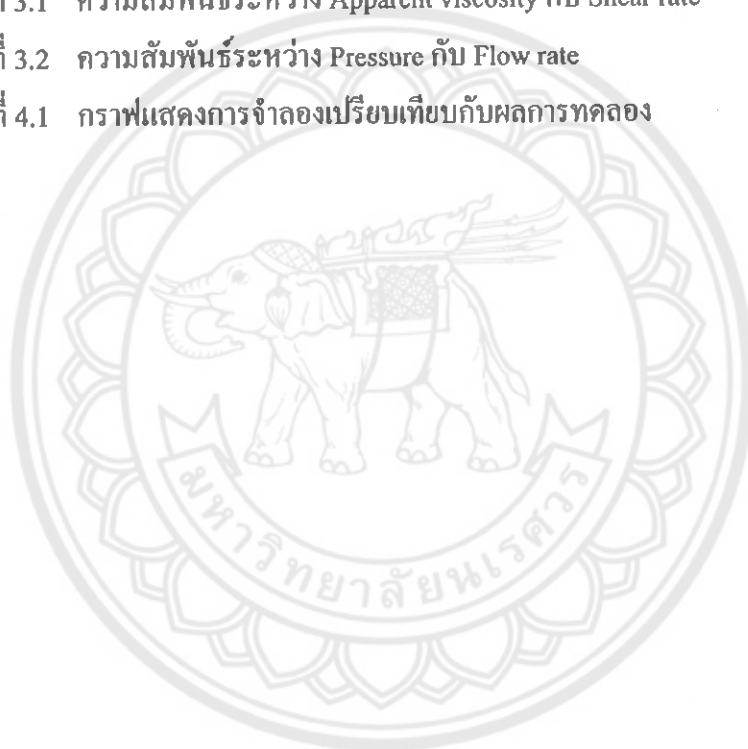 3.1 ความสัมพันธ์ระหว่าง Apparent viscosity กับ Shear rate
ที่ 3.2 ความสัมพันธ์ระหว่าง Pressure กับ Flow rate
ที่ 4.1 กราฟแสดงการจำลองเปรียบเทียบกับผลการทดลอง
มหาวิทยาลัยนเรศวร